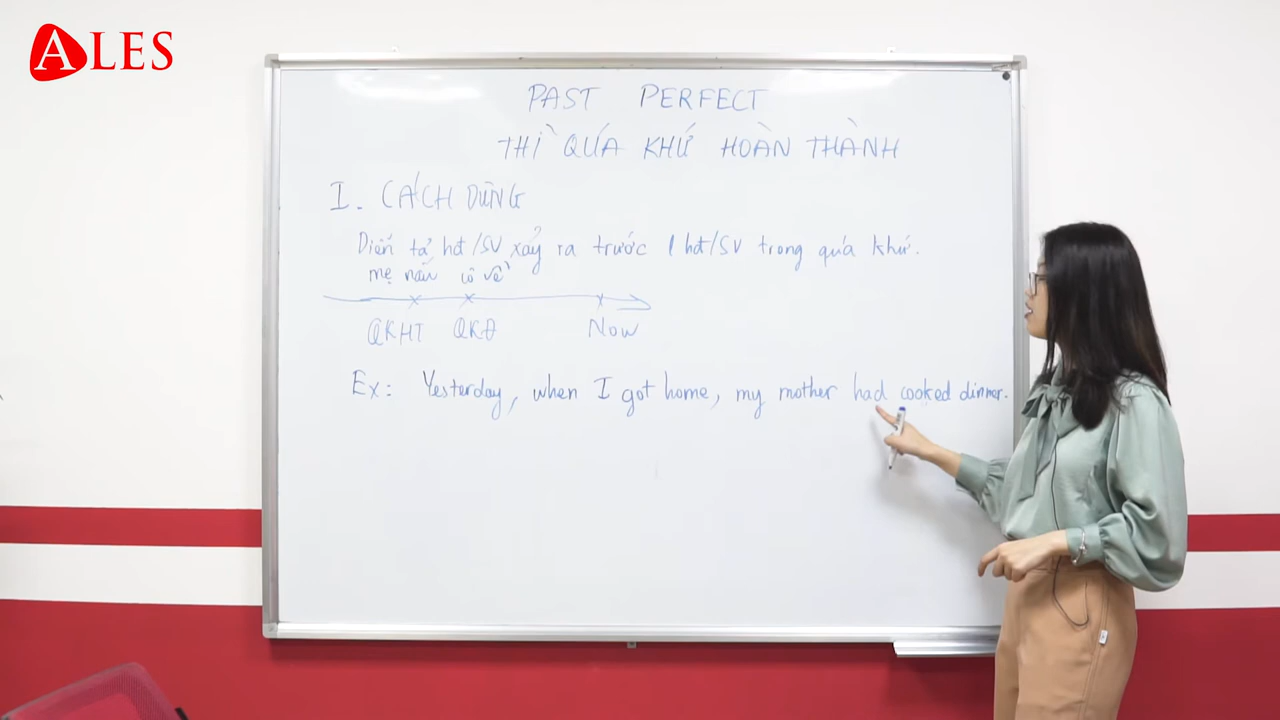 ALES
PAST PERFECT
THÌ QÚA KHỨ HOÀN THÀNH
I. CÁCH DÙNG
Diễn tả hđ/SV xảy ra trước 1 hđ/SV trong quá khứ.
mẹ nấu cô về
QKHT QKĐ Now
Ex: Yesterday, when I got home, my mother had cooked dinner.